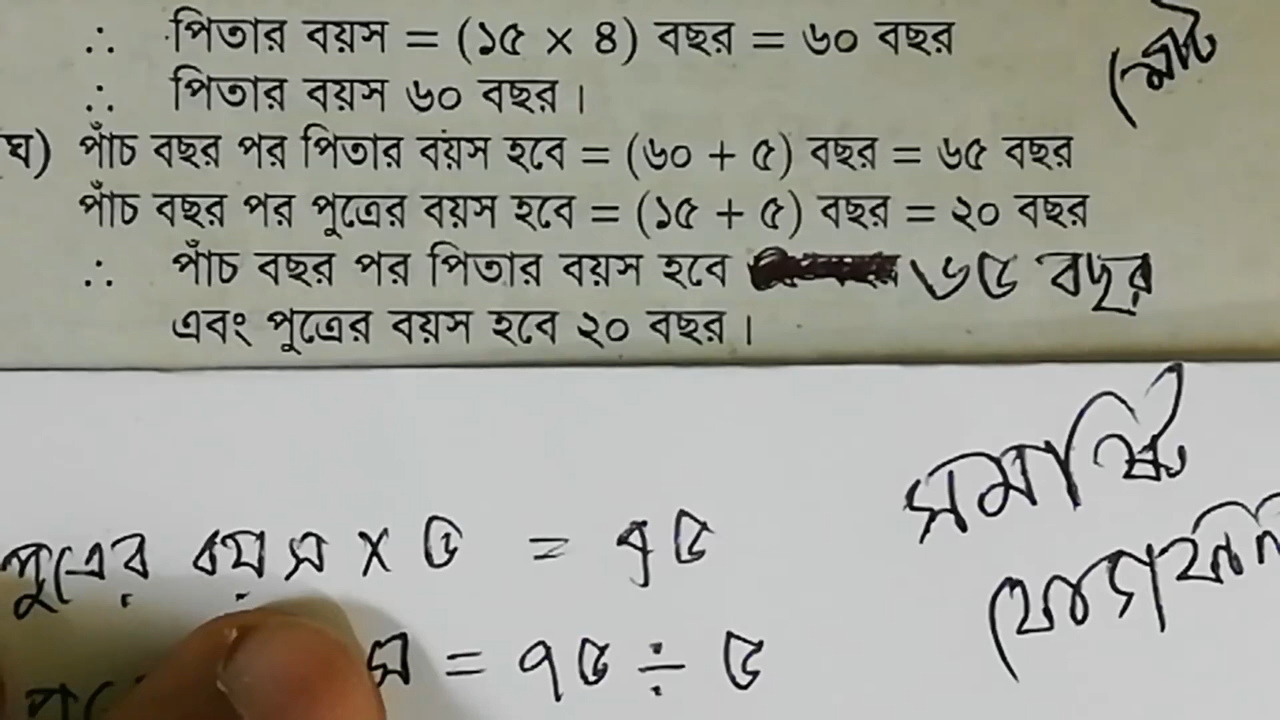 ∴ পিতার বয়স = (১৫ × ৪) বছর = ৬০ বছর
মোট
∴ পিতার বয়স ৬০ বছর।
ঘ) পাঁচ বছর পর পিতার বয়স হবে = (৬০ + ৫) বছর = ৬৫ বছর
পাঁচ বছর পর পুত্রের বয়স হবে = (১৫ + ৫) বছর = ২০ বছর
∴ পাঁচ বছর পর পিতার বয়স হবে ৬৫ বছর
এবং পুত্রের বয়স হবে ২০ বছর।
সমষ্টি
পুত্রের বয়স × ৫ = ৭৫
স = ৭৫ ÷ ৫